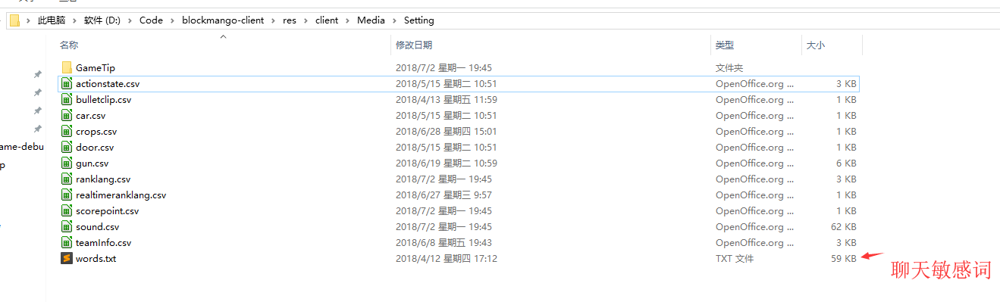 此电脑 > 软件 (D:) > Code > blockmango-client > res > client > Media > Setting
名称 修改日期 类型 大小
GameTip 2018/7/2 星期一 19:45 文件夹
actionstate.csv 2018/5/15 星期二 10:51 OpenOffice.org ... 3 KB
bulletclip.csv 2018/4/13 星期五 11:59 OpenOffice.org ... 1 KB
car.csv 2018/5/15 星期二 10:51 OpenOffice.org ... 1 KB
crops.csv 2018/6/28 星期四 15:01 OpenOffice.org ... 1 KB
door.csv 2018/5/15 星期二 10:51 OpenOffice.org ... 1 KB
ame-debu
gun.csv 2018/6/19 星期二 10:59 OpenOffice.org ... 6 KB
p
ranklang.csv 2018/7/2 星期一 19:45 OpenOffice.org ... 3 KB
realtimeranklang.csv 2018/6/27 星期三 9:57 OpenOffice.org ... 1 KB
scorepoint.csv 2018/7/2 星期一 19:45 OpenOffice.org ... 1 KB
sound.csv 2018/7/2 星期一 19:45 OpenOffice.org ... 62 KB
teamInfo.csv 2018/6/8 星期五 19:43 OpenOffice.org ... 3 KB
words.txt 2018/4/12 星期四 17:12 TXT 文件 59 KB
聊天敏感词